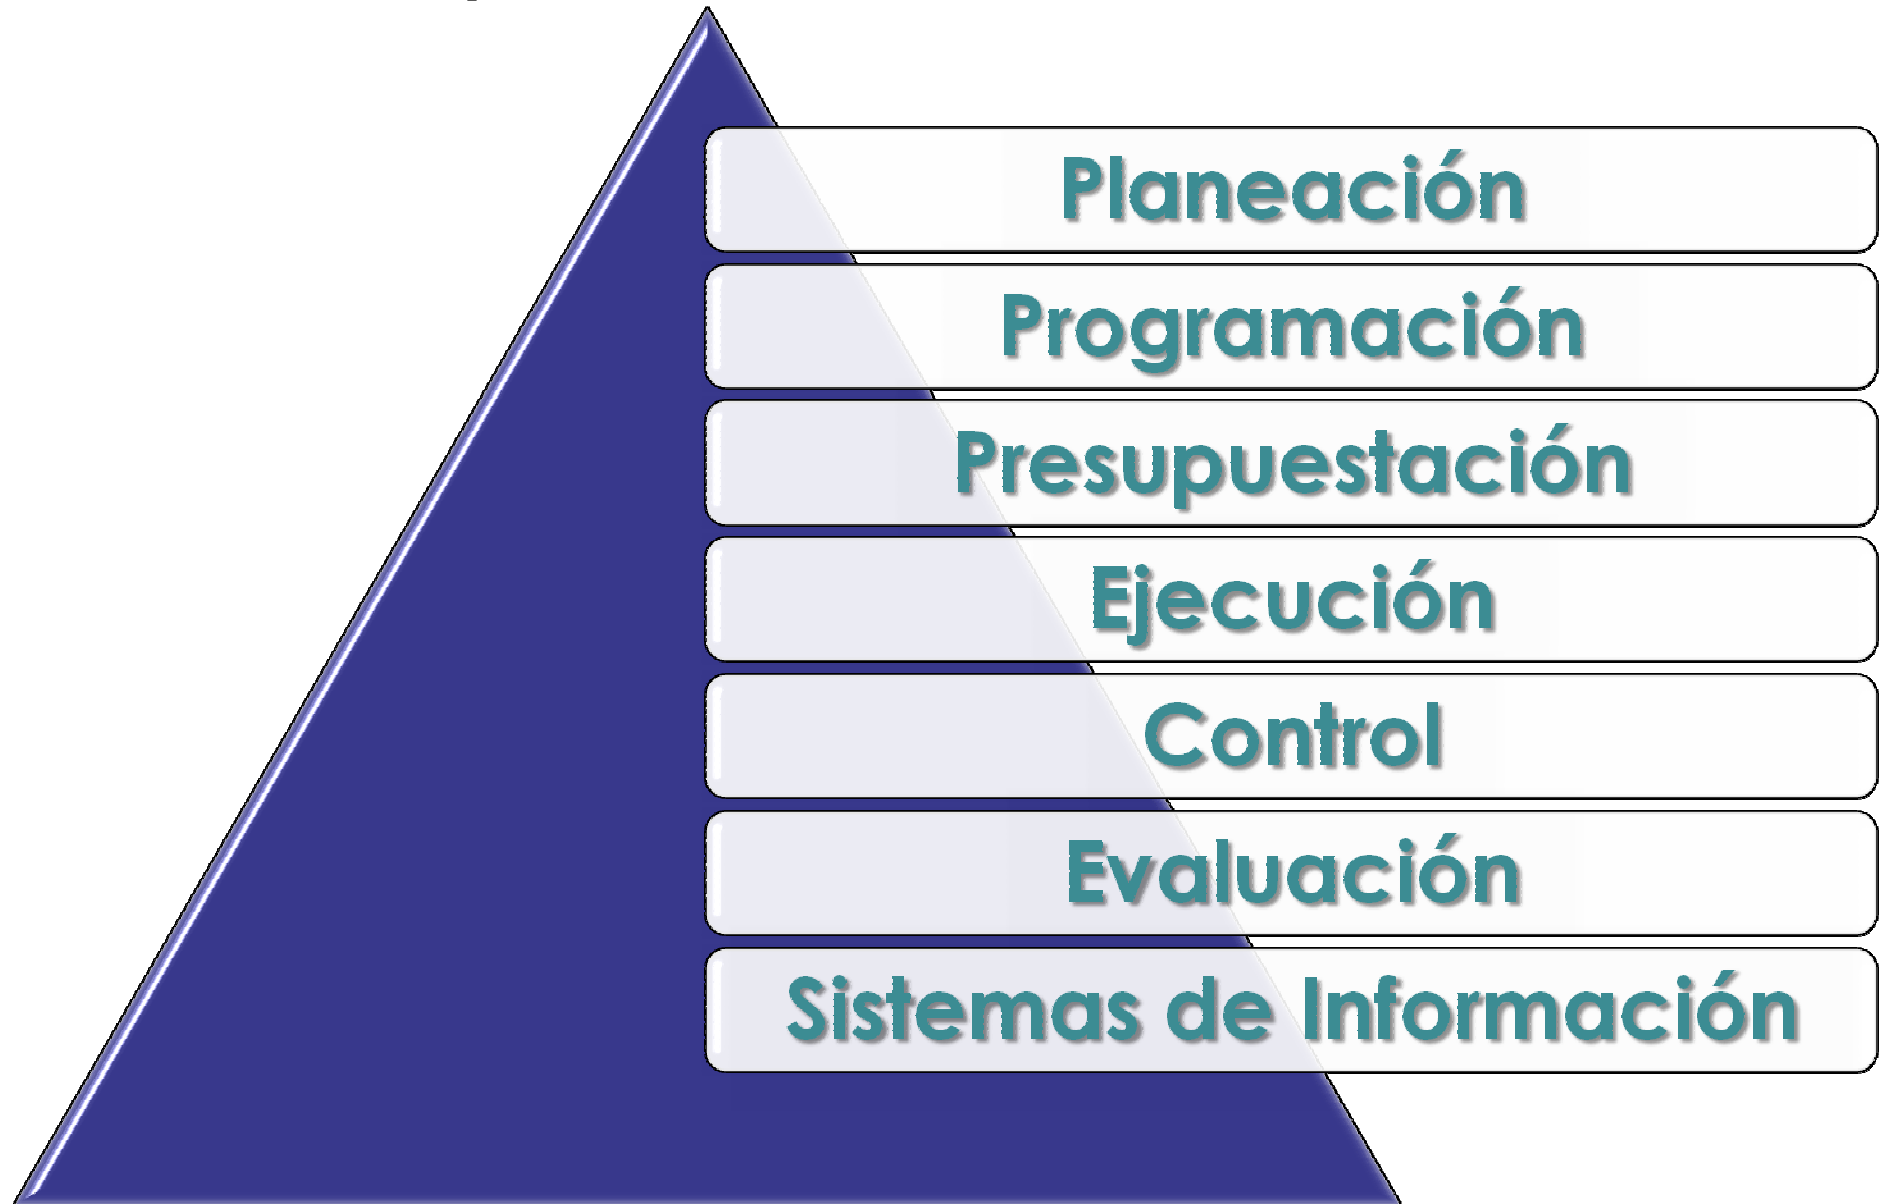 Planeación
Programación
Presupuestación
Ejecución
Control
Evaluación
Sistemas de Información